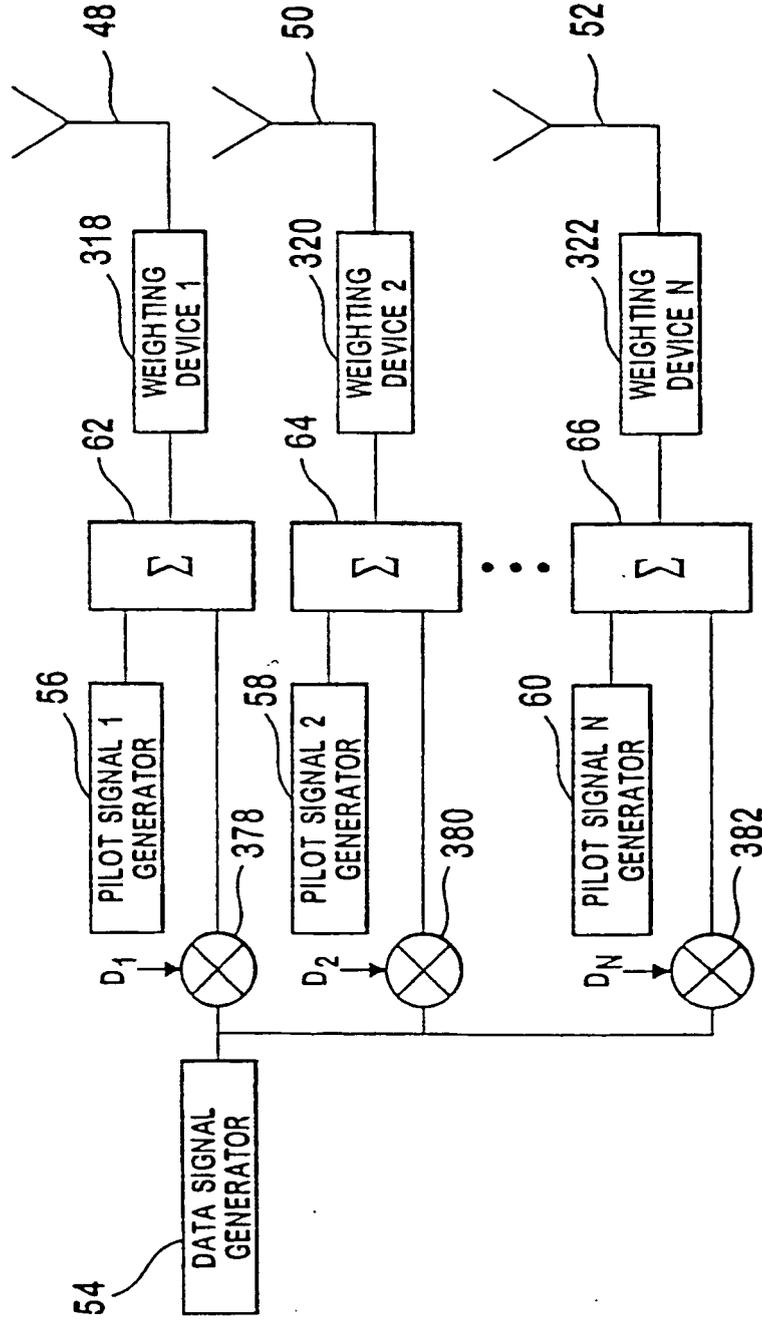 54
DATA SIGNAL
GENERATOR
D1
378
56
PILOT SIGNAL 1
GENERATOR
62
Σ
318
WEIGHTING
DEVICE 1
48
D2
380
58
PILOT SIGNAL 2
GENERATOR
64
Σ
320
WEIGHTING
DEVICE 2
50
DN
382
60
PILOT SIGNAL N
GENERATOR
66
Σ
322
WEIGHTING
DEVICE N
52